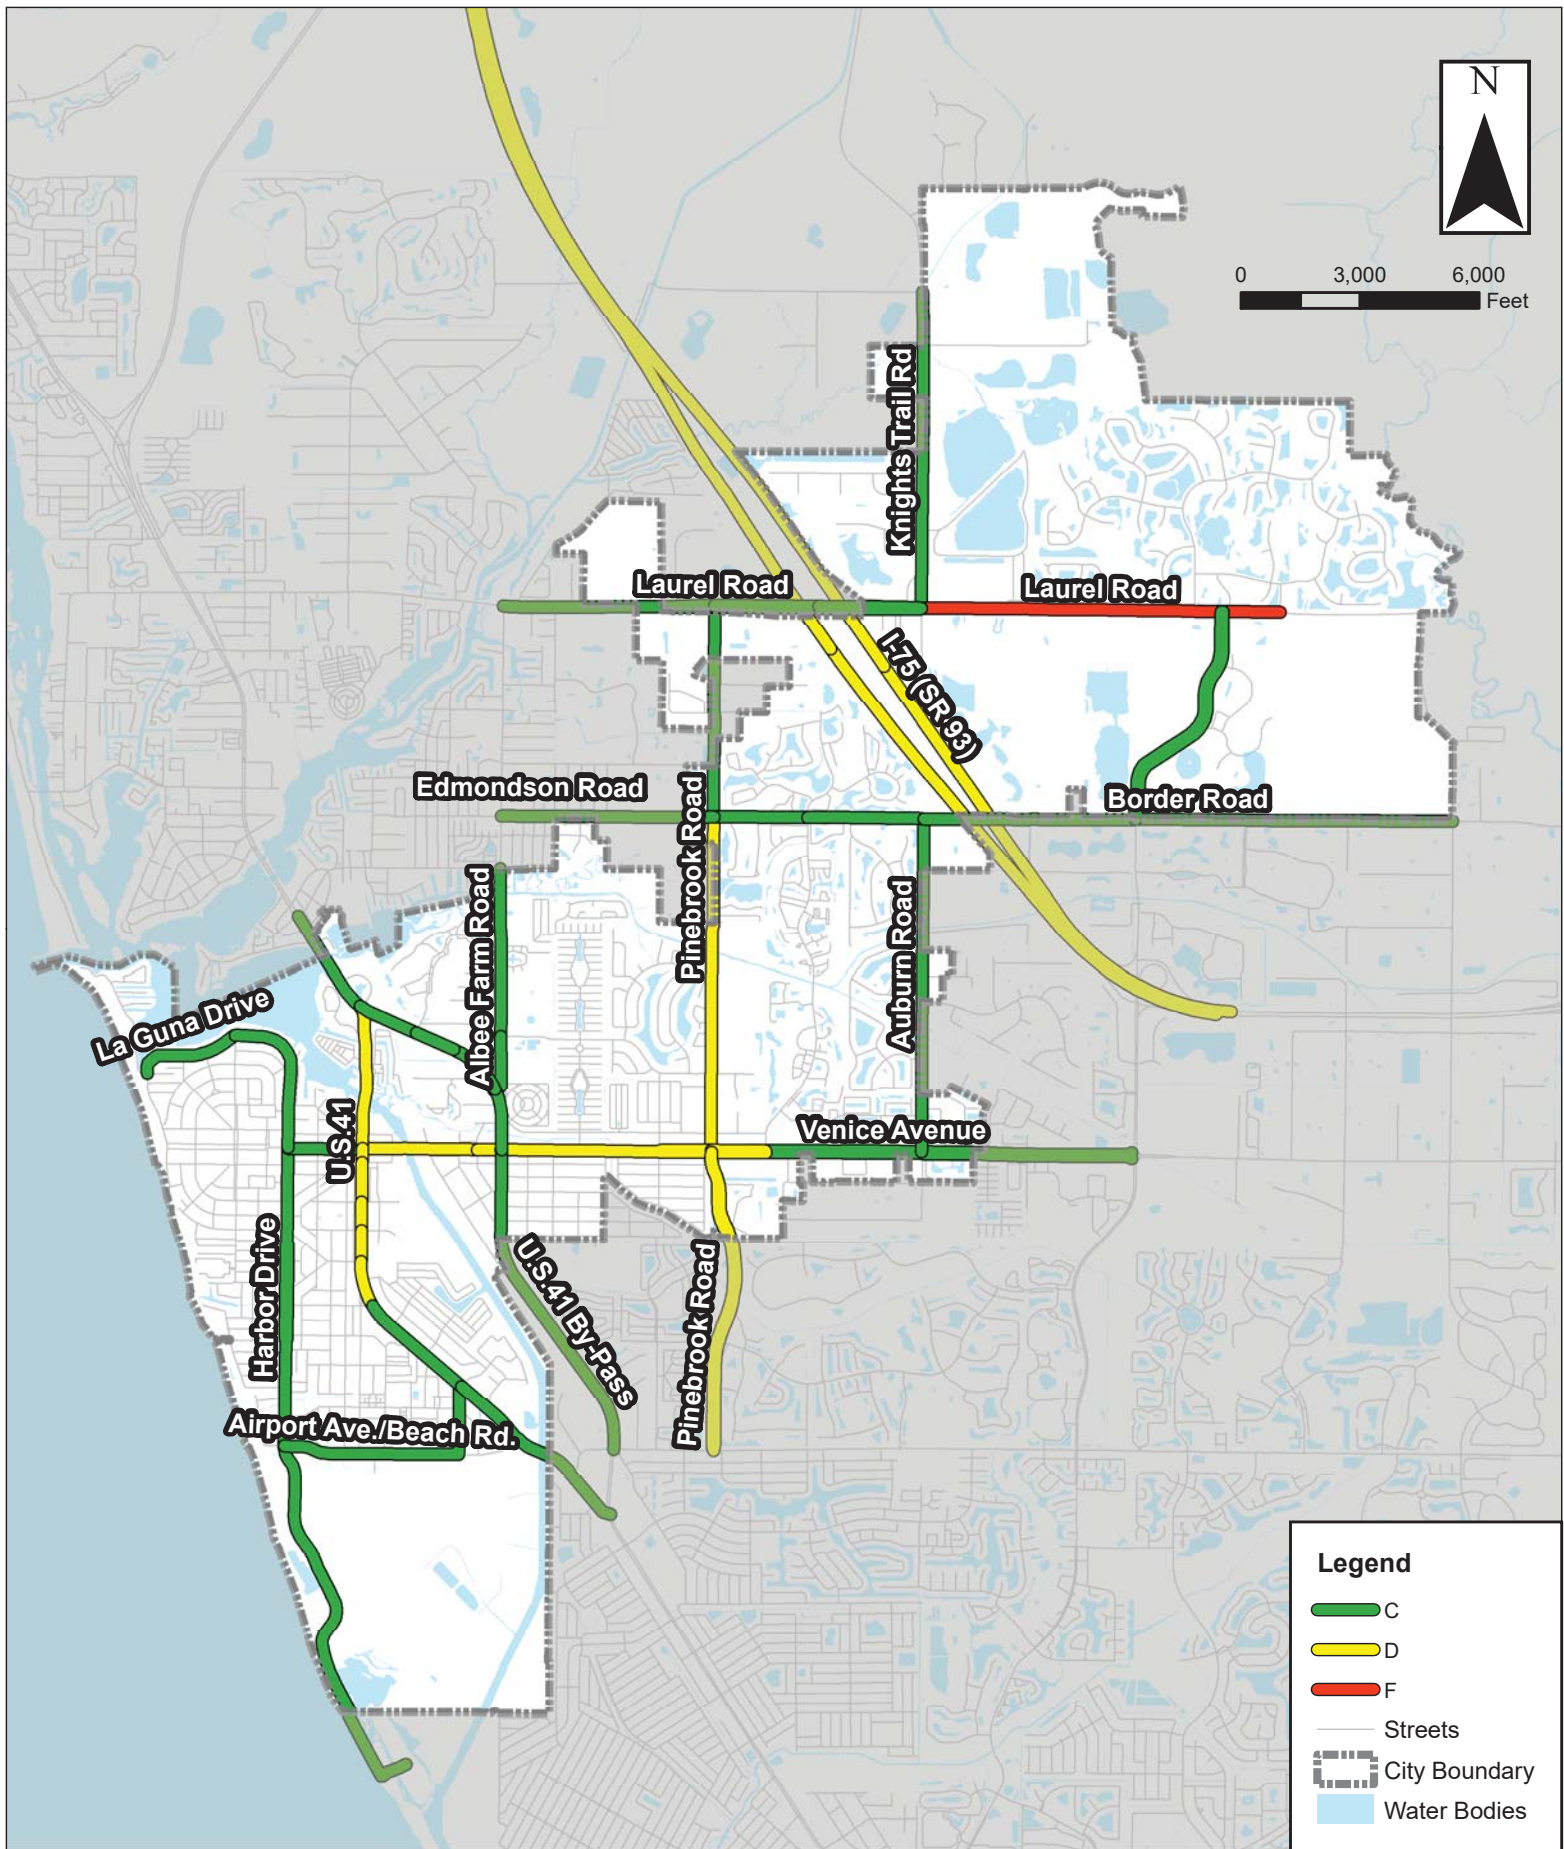 N
0 3,000 6,000
Feet
Knights Trail Rd
Laurel Road
Laurel Road
I-75 (SR 93)
Edmondson Road
Pinebrook Road
Border Road
Albee Farm Road
Auburn Road
La Guna Drive
U.S.41
Venice Avenue
Harbor Drive
U.S.41 By-Pass
Pinebrook Road
Airport Ave./Beach Rd.
Legend
C
D
F
Streets
City Boundary
Water Bodies